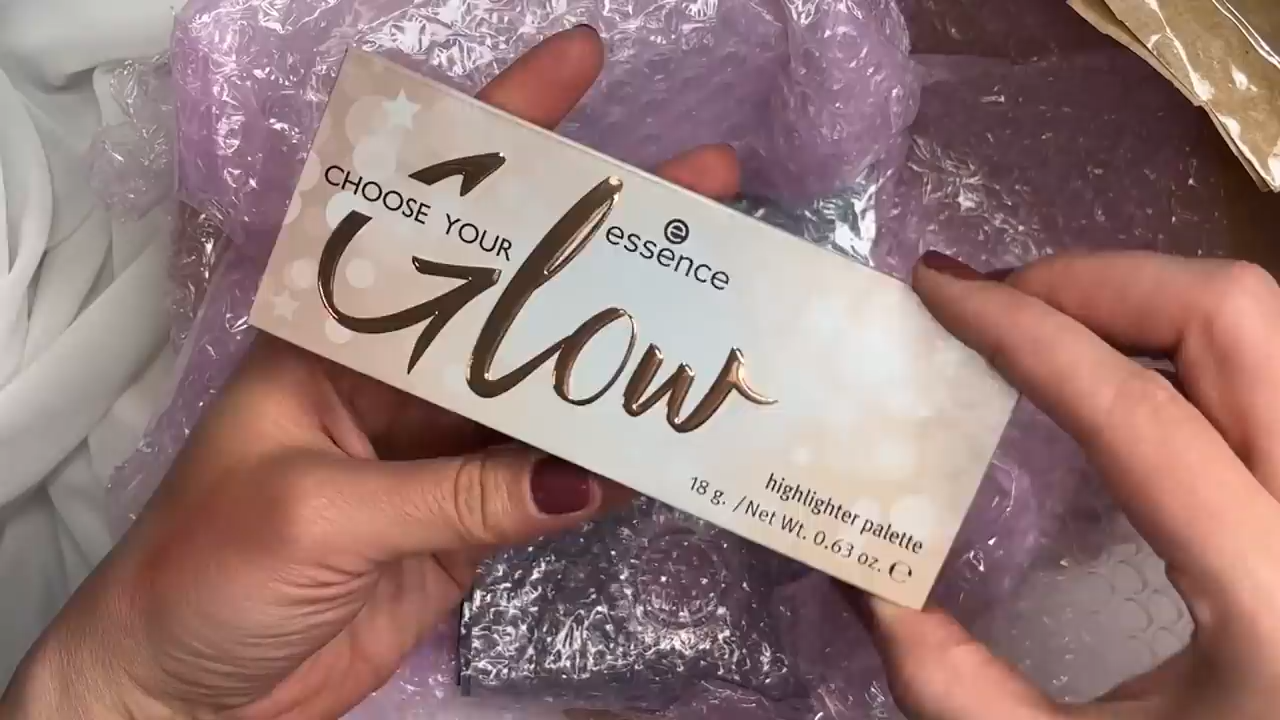 CHOOSE YOUR
Glow
essence
highlighter palette
18 g. / Net Wt. 0.63 oz. ℮